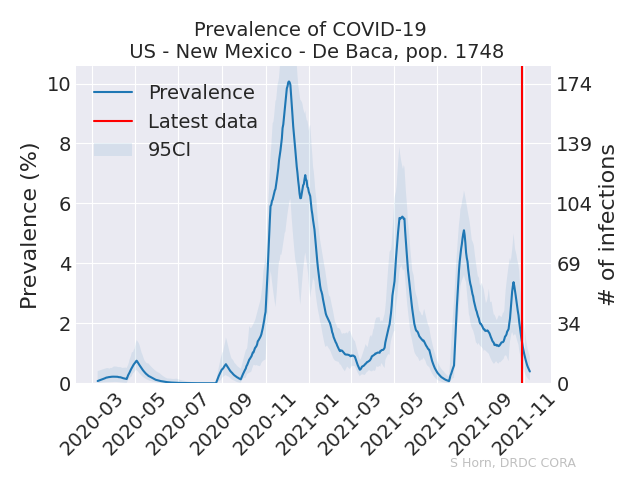 Prevalence of COVID-19
US - New Mexico - De Baca, pop. 1748
Prevalence
Latest data
95CI
Prevalence (%)
10
8
6
4
2
0
174
139
104
69
34
0
# of infections
2020-03
2020-05
2020-07
2020-09
2020-11
2021-01
2021-03
2021-05
2021-07
2021-09
2021-11
S Horn, DRDC CORA